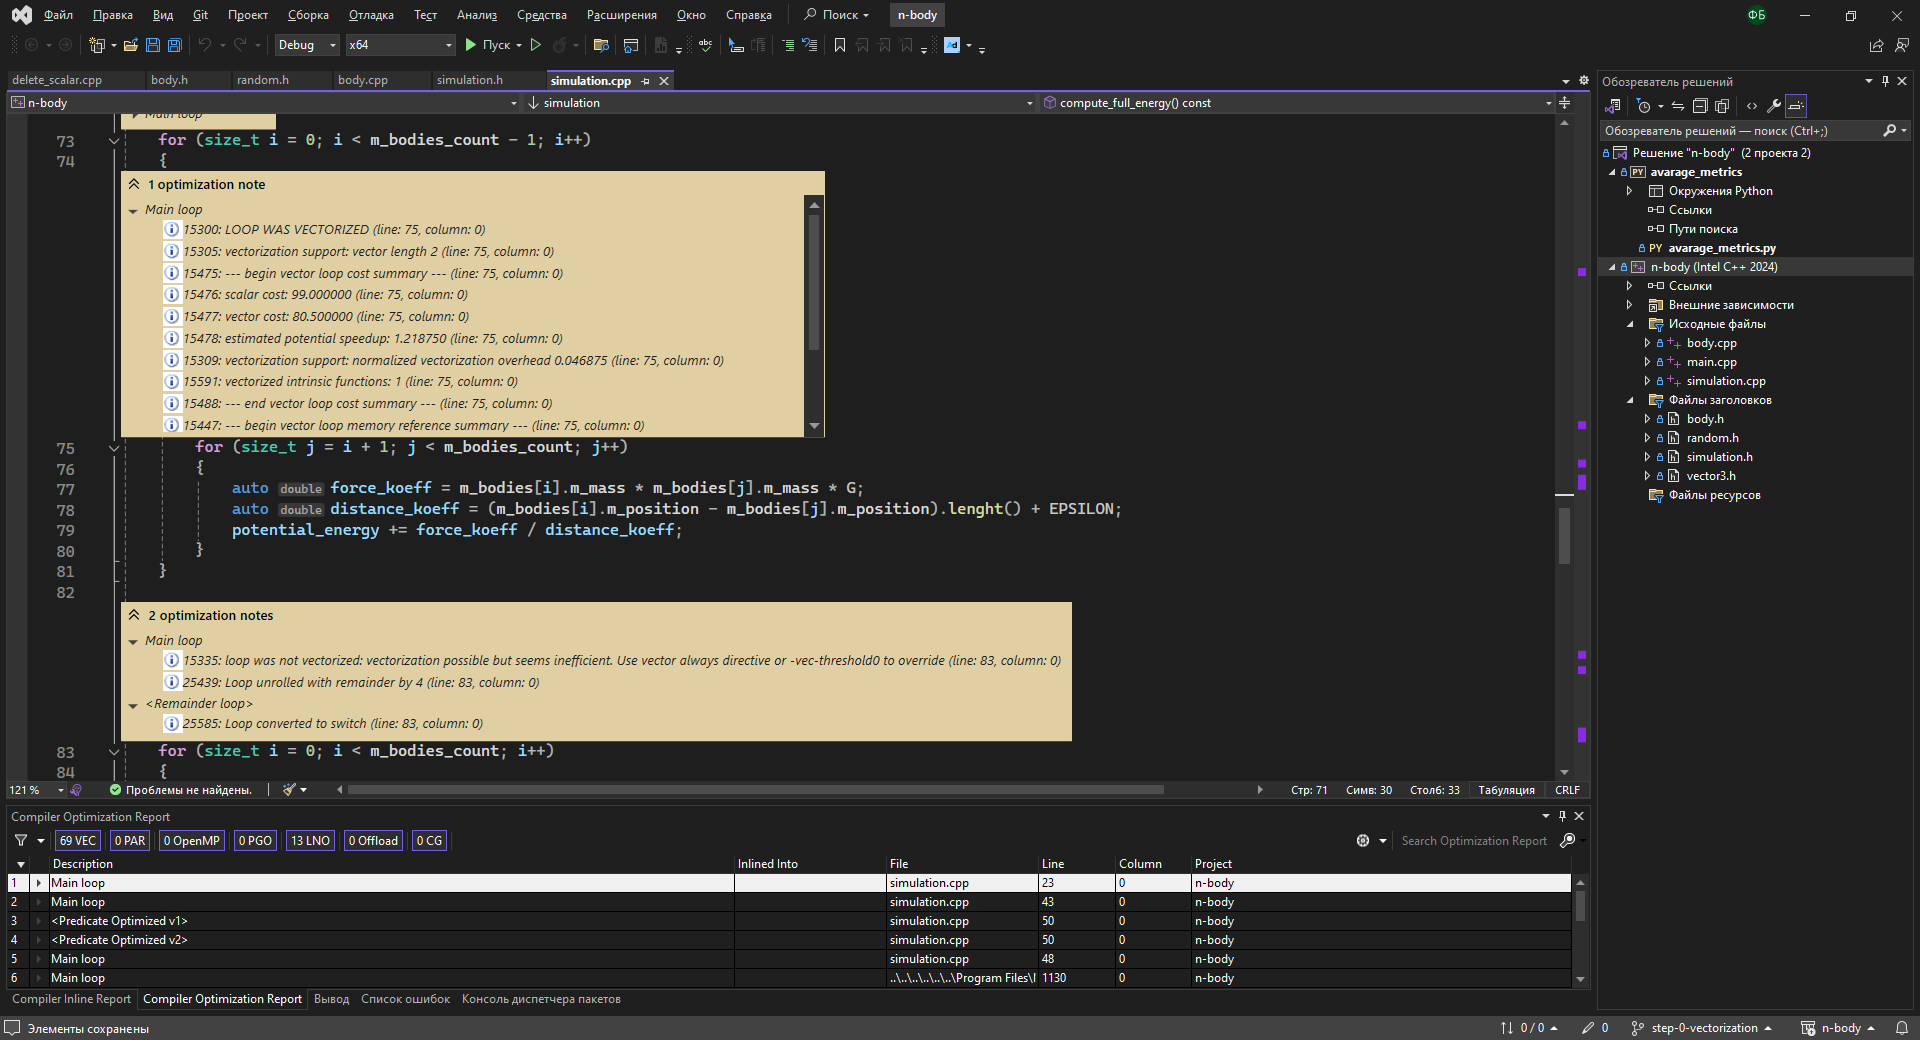 Файл Правка Вид Git Проект Сборка Отладка Тест Анализ Средства Расширения Окно Справка Поиск n-body ФБ
Debug x64 Пуск
delete_scalar.cpp body.h random.h body.cpp simulation.h simulation.cpp
n-body simulation compute_full_energy() const
Main loop
73 for (size_t i = 0; i < m_bodies_count - 1; i++)
74 {
1 optimization note
Main loop
15300: LOOP WAS VECTORIZED (line: 75, column: 0)
15305: vectorization support: vector length 2 (line: 75, column: 0)
15475: --- begin vector loop cost summary --- (line: 75, column: 0)
15476: scalar cost: 99.000000 (line: 75, column: 0)
15477: vector cost: 80.500000 (line: 75, column: 0)
15478: estimated potential speedup: 1.218750 (line: 75, column: 0)
15309: vectorization support: normalized vectorization overhead 0.046875 (line: 75, column: 0)
15591: vectorized intrinsic functions: 1 (line: 75, column: 0)
15488: --- end vector loop cost summary --- (line: 75, column: 0)
15447: --- begin vector loop memory reference summary --- (line: 75, column: 0)
75 for (size_t j = i + 1; j < m_bodies_count; j++)
76 {
77 auto double force_koeff = m_bodies[i].m_mass * m_bodies[j].m_mass * G;
78 auto double distance_koeff = (m_bodies[i].m_position - m_bodies[j].m_position).lenght() + EPSILON;
79 potential_energy += force_koeff / distance_koeff;
80 }
81 }
82
2 optimization notes
Main loop
15335: loop was not vectorized: vectorization possible but seems inefficient. Use vector always directive or -vec-threshold0 to override (line: 83, column: 0)
25439: Loop unrolled with remainder by 4 (line: 83, column: 0)
<Remainder loop>
25585: Loop converted to switch (line: 83, column: 0)
83 for (size_t i = 0; i < m_bodies_count; i++)
84 {
121 % Проблемы не найдены. Стр: 71 Симв: 30 Столб: 33 Табуляция CRLF
Compiler Optimization Report
69 VEC 0 PAR 0 OpenMP 0 PGO 13 LNO 0 Offload 0 CG Search Optimization Report
Description Inlined Into File Line Column Project
1 Main loop simulation.cpp 23 0 n-body
2 Main loop simulation.cpp 43 0 n-body
3 <Predicate Optimized v1> simulation.cpp 50 0 n-body
4 <Predicate Optimized v2> simulation.cpp 50 0 n-body
5 Main loop simulation.cpp 48 0 n-body
6 Main loop ..\..\..\..\..\..\Program Files\I 1130 0 n-body
Compiler Inline Report Compiler Optimization Report Вывод Список ошибок Консоль диспетчера пакетов
Обозреватель решений
Обозреватель решений — поиск (Ctrl+;)
Решение "n-body" (2 проекта 2)
PY avarage_metrics
Окружения Python
Ссылки
Пути поиска
PY avarage_metrics.py
n-body (Intel C++ 2024)
Ссылки
Внешние зависимости
Исходные файлы
body.cpp
main.cpp
simulation.cpp
Файлы заголовков
body.h
random.h
simulation.h
vector3.h
Файлы ресурсов
Элементы сохранены 0 / 0 0 step-0-vectorization n-body